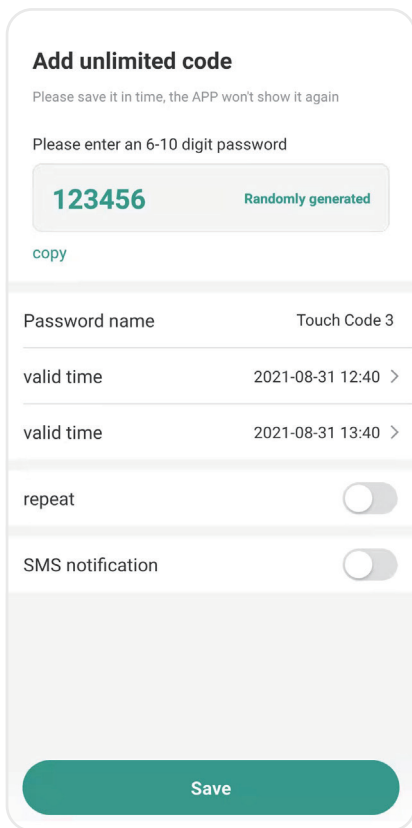 Add unlimited code
Please save it in time, the APP won't show it again
Please enter an 6-10 digit password
123456 Randomly generated
copy
Password name Touch Code 3
valid time 2021-08-31 12:40 >
valid time 2021-08-31 13:40 >
repeat
SMS notification
Save